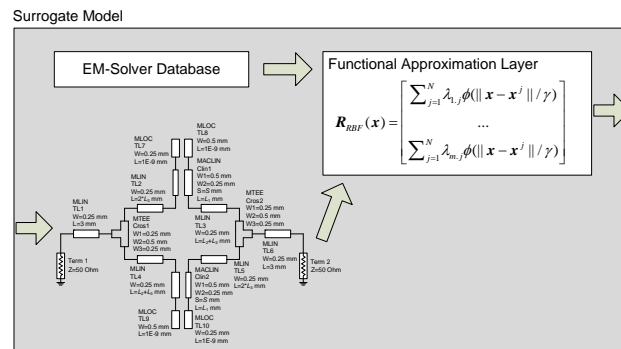 Surrogate Model
EM-Solver Database
Functional Approximation Layer
R_RBF(x) = [ ∑_{j=1}^{N} λ_{1.j} φ(|| x − x^j || / γ)
...
∑_{j=1}^{N} λ_{m.j} φ(|| x − x^j || / γ) ]
MLOC
TL7
W=0.25 mm
L=1E-9 mm
MLOC
TL8
W=0.5 mm
L=1E-9 mm
MLIN
TL2
W=0.25 mm
L=2*L₃ mm
MACLIN
Clin1
W1=0.5 mm
W2=0.25 mm
S=S mm
L=L₁ mm
MLIN
TL1
W=0.25 mm
L=3 mm
MTEE
Cros1
W1=0.25 mm
W2=0.5 mm
W3=0.25 mm
MLIN
TL3
W=0.25 mm
L=L₂+L₃ mm
MTEE
Cros2
W1=0.25 mm
W2=0.5 mm
W3=0.25 mm
Term 1
Z=50 Ohm
MLIN
TL4
W=0.25 mm
L=L₂+L₃ mm
MACLIN
Clin2
W1=0.5 mm
W2=0.25 mm
S=S mm
L=L₁ mm
MLIN
TL5
W=0.25 mm
L=2*L₃ mm
MLIN
TL6
W=0.25 mm
L=3 mm
Term 2
Z=50 Ohm
MLOC
TL9
W=0.5 mm
L=1E-9 mm
MLOC
TL10
W=0.25 mm
L=1E-9 mm